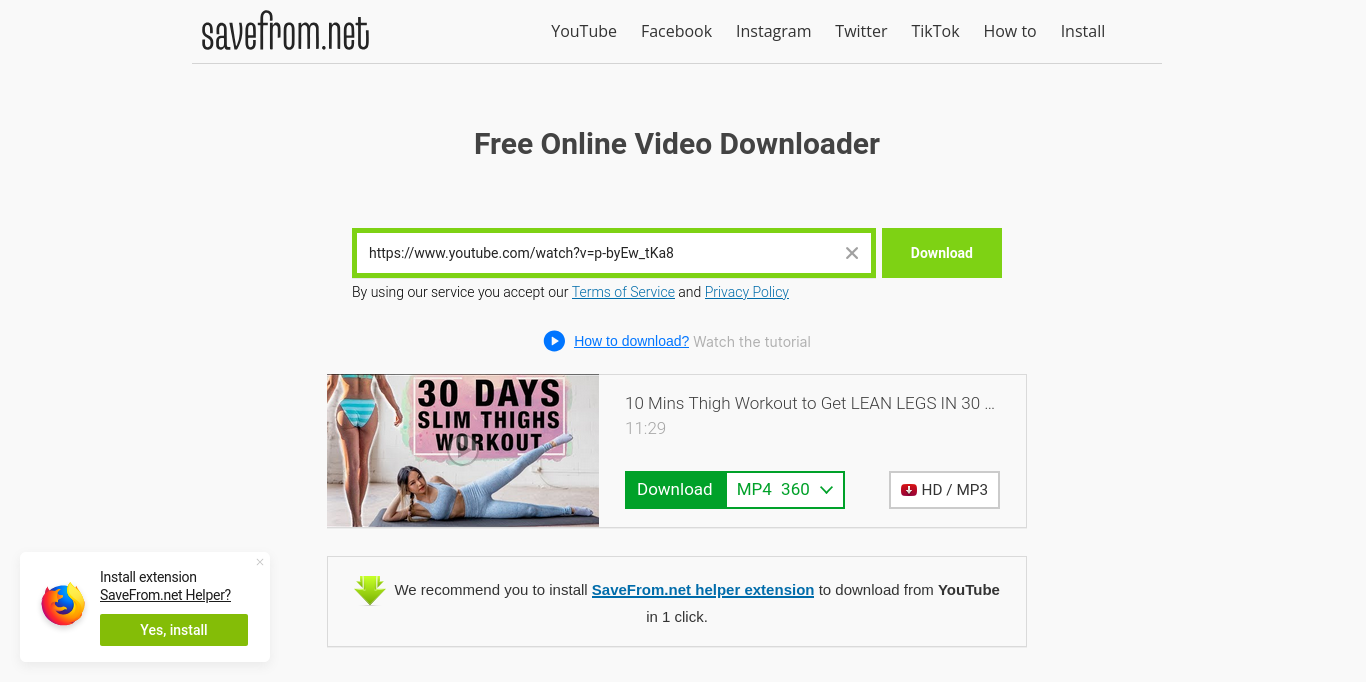 savefrom.net
YouTube Facebook Instagram Twitter TikTok How to Install
Free Online Video Downloader
https://www.youtube.com/watch?v=p-byEw_tKa8
Download
By using our service you accept our Terms of Service and Privacy Policy
How to download? Watch the tutorial
30 DAYS
SLIM THIGHS
WORKOUT
10 Mins Thigh Workout to Get LEAN LEGS IN 30 ...
11:29
Download MP4 360
HD / MP3
We recommend you to install SaveFrom.net helper extension to download from YouTube
in 1 click.
Install extension
SaveFrom.net Helper?
Yes, install